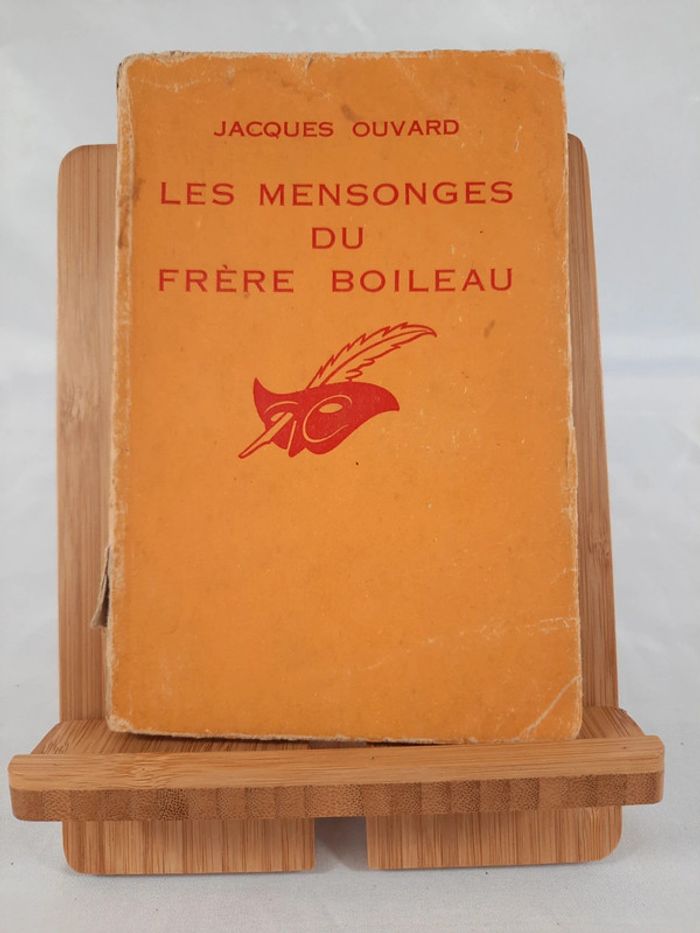 JACQUES OUVARD
LES MENSONGES
DU
FRÈRE BOILEAU